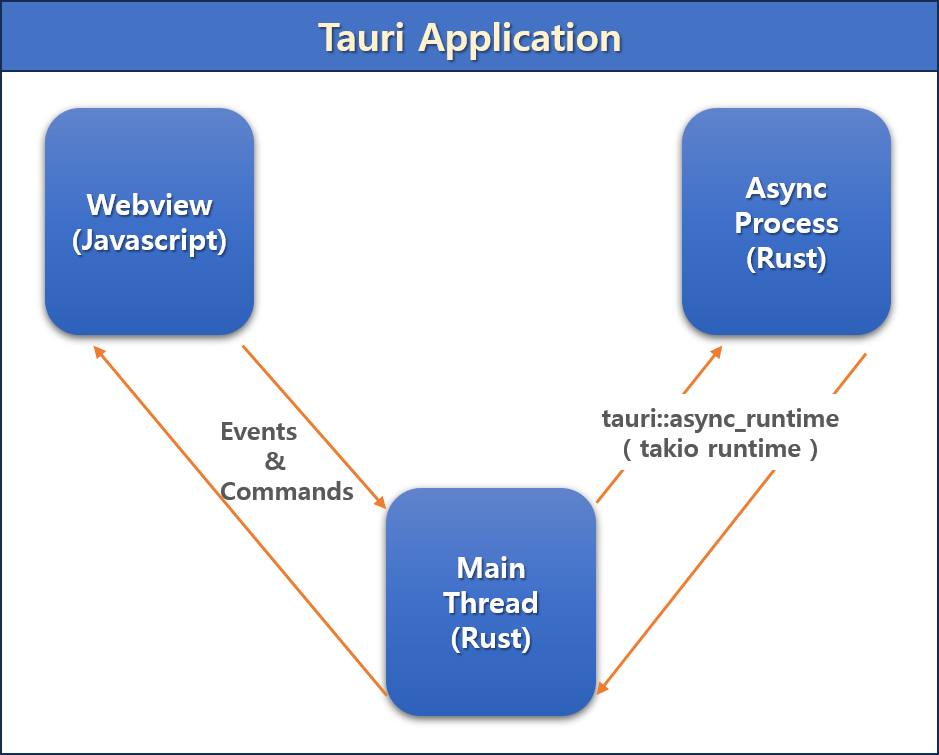 Tauri Application
Webview
(Javascript)
Async
Process
(Rust)
Events
&
Commands
tauri::async_runtime
( takio runtime )
Main
Thread
(Rust)